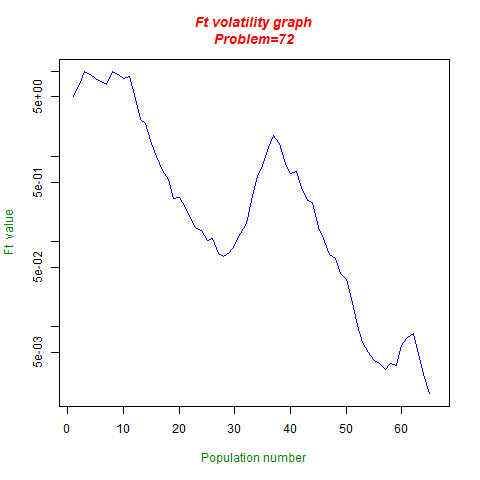 Ft volatility graph
Problem=72
5e+00
5e-01
5e-02
5e-03
Ft value
0 10 20 30 40 50 60
Population number